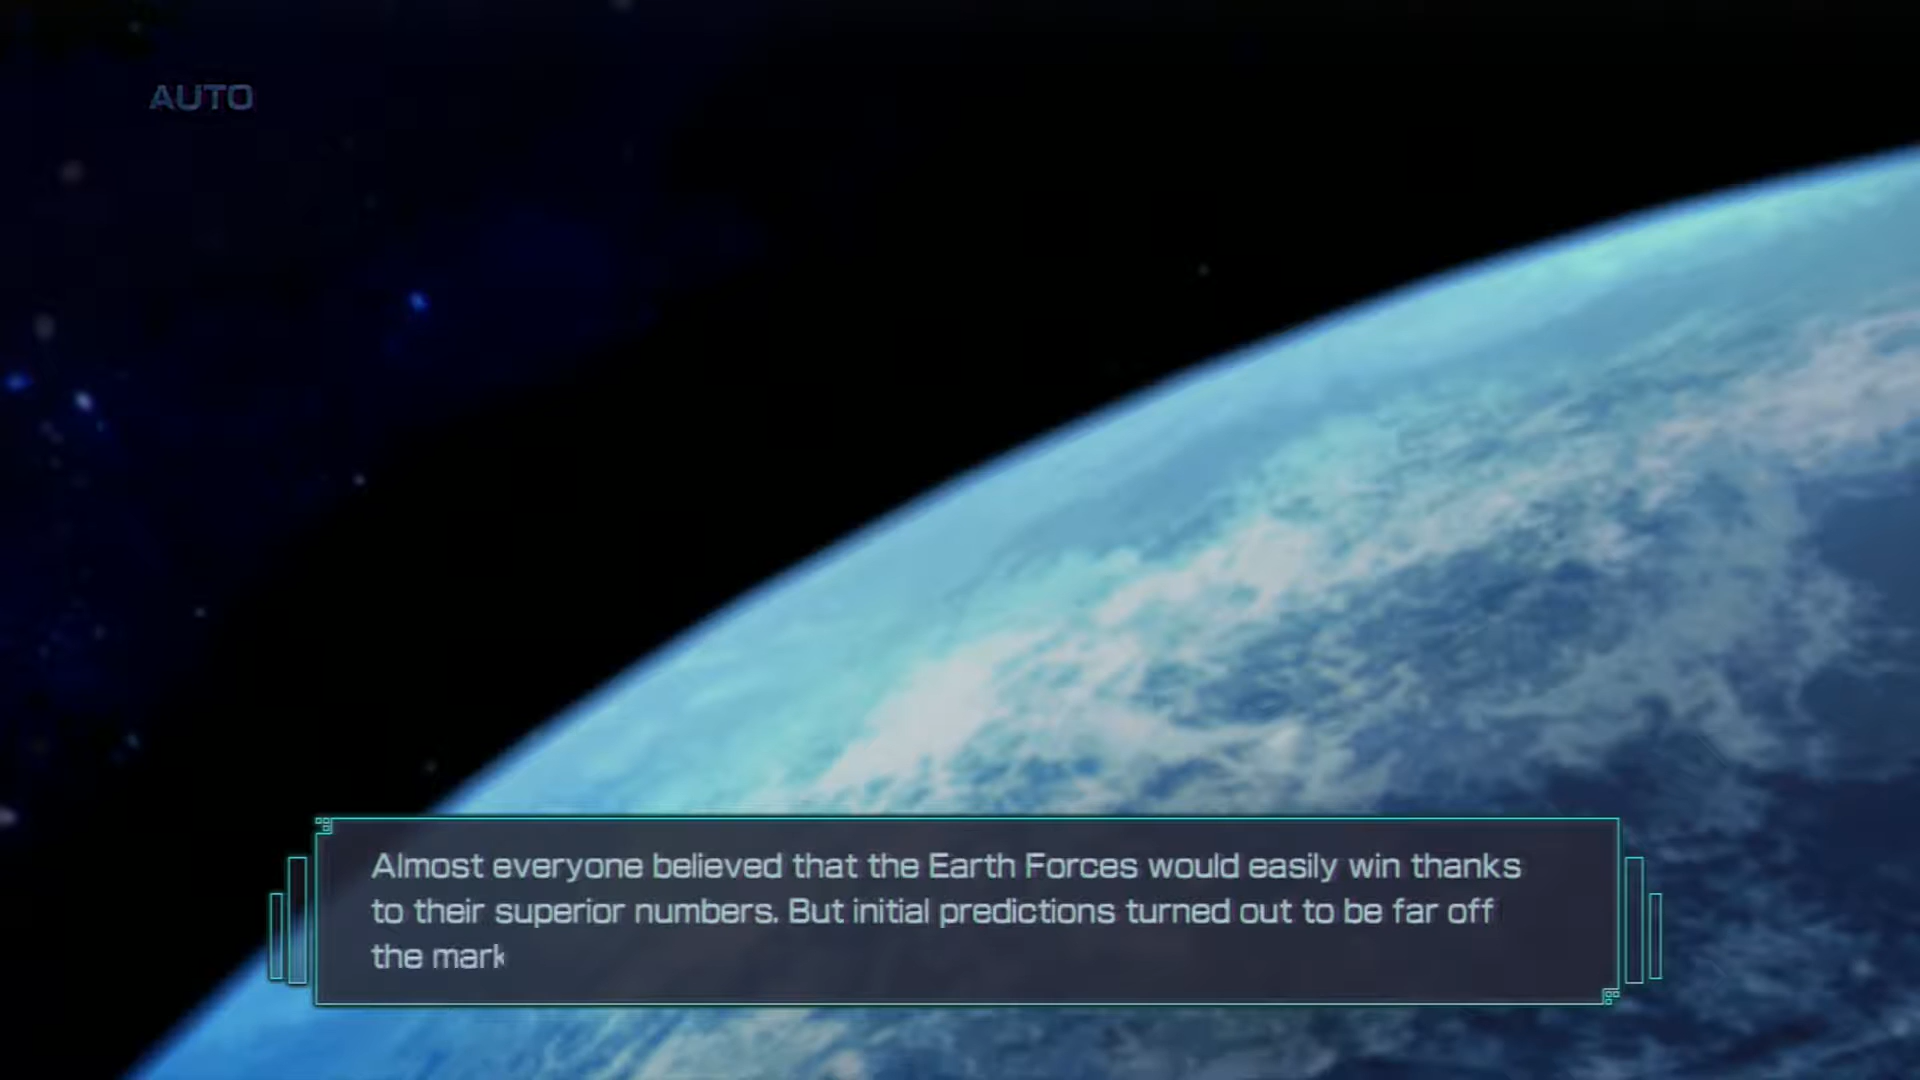 AUTO
Almost everyone believed that the Earth Forces would easily win thanks
to their superior numbers. But initial predictions turned out to be far off
the mark